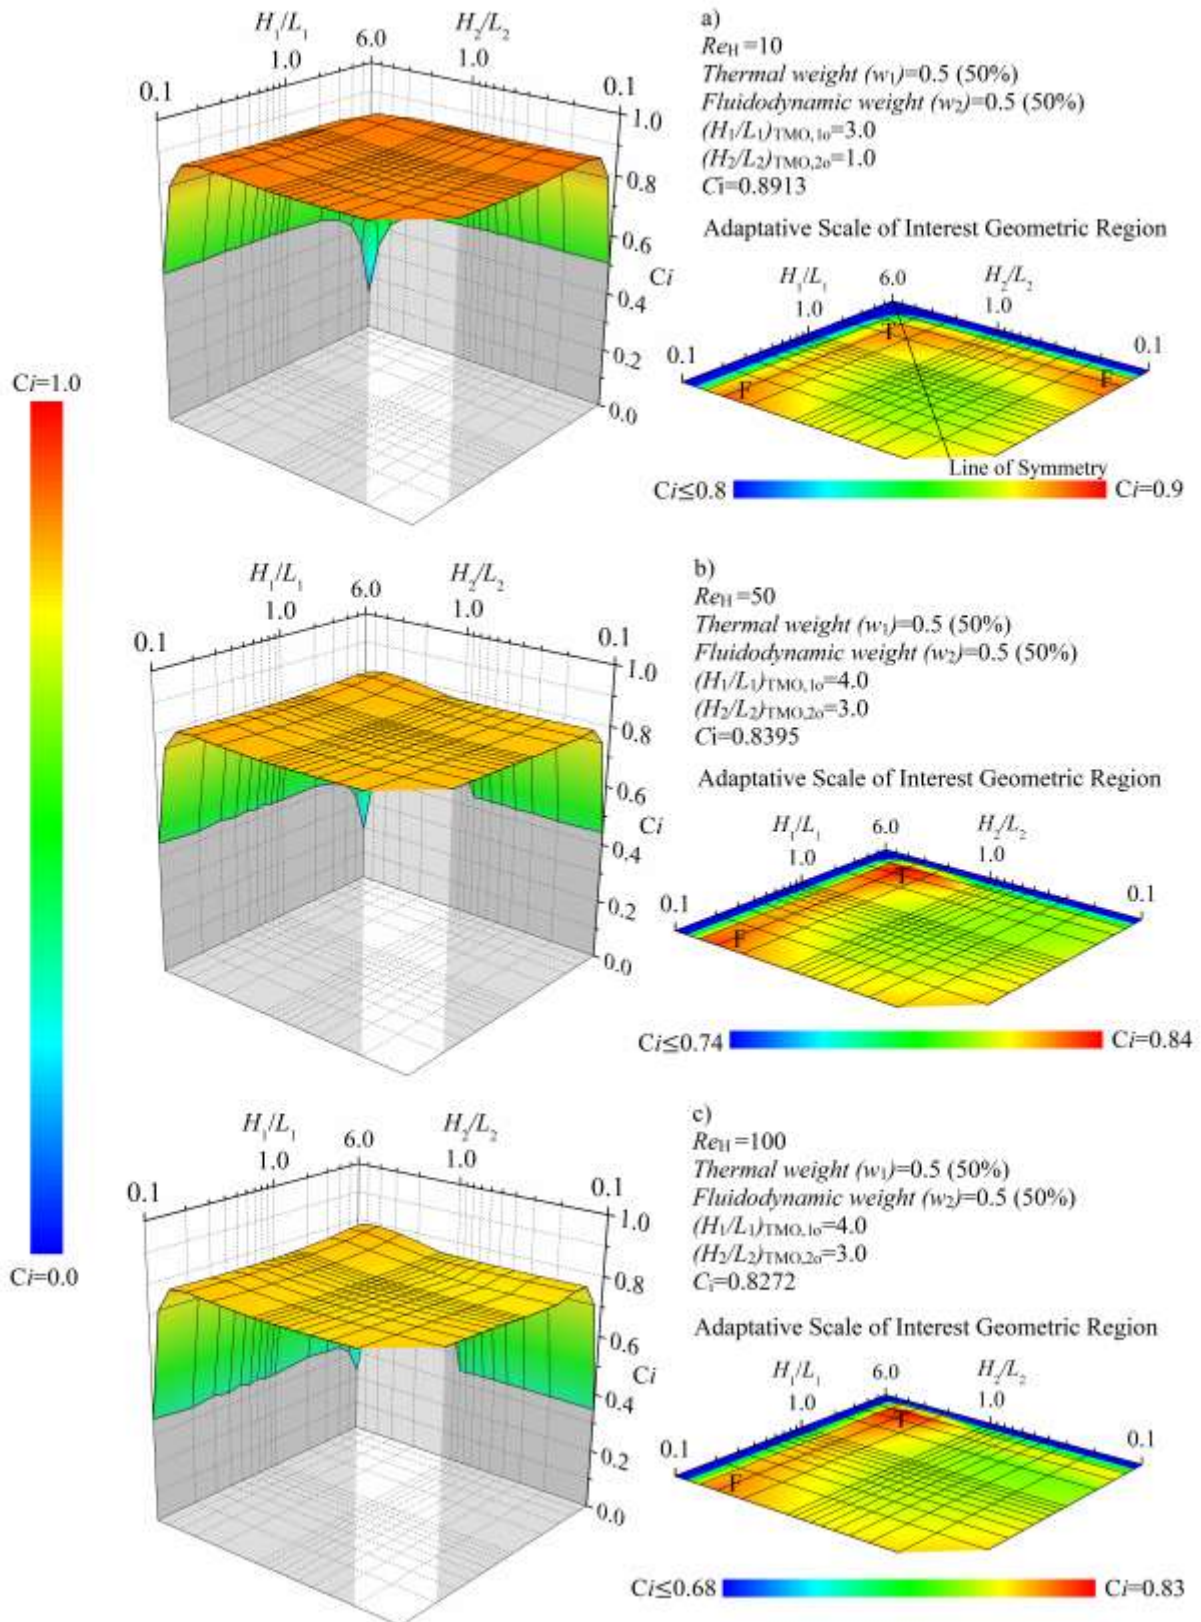 Ci=1.0
Ci=0.0
H1/L1
H2/L2
6.0
1.0
1.0
0.1
0.1
1.0
0.8
0.6
Ci
0.4
0.2
0.0
a)
ReH=10
Thermal weight (w1)=0.5 (50%)
Fluidodynamic weight (w2)=0.5 (50%)
(H1/L1)TMO,1o=3.0
(H2/L2)TMO,2o=1.0
Ci=0.8913
Adaptative Scale of Interest Geometric Region
H1/L1
6.0
H2/L2
1.0
1.0
0.1
0.1
F
F
Line of Symmetry
Ci≤0.8
Ci=0.9
H1/L1
H2/L2
6.0
1.0
1.0
0.1
0.1
1.0
0.8
0.6
Ci
0.4
0.2
0.0
b)
ReH=50
Thermal weight (w1)=0.5 (50%)
Fluidodynamic weight (w2)=0.5 (50%)
(H1/L1)TMO,1o=4.0
(H2/L2)TMO,2o=3.0
Ci=0.8395
Adaptative Scale of Interest Geometric Region
H1/L1
6.0
H2/L2
1.0
1.0
0.1
0.1
F
Ci≤0.74
Ci=0.84
H1/L1
H2/L2
6.0
1.0
1.0
0.1
0.1
1.0
0.8
0.6
Ci
0.4
0.2
0.0
c)
ReH=100
Thermal weight (w1)=0.5 (50%)
Fluidodynamic weight (w2)=0.5 (50%)
(H1/L1)TMO,1o=4.0
(H2/L2)TMO,2o=3.0
Ci=0.8272
Adaptative Scale of Interest Geometric Region
H1/L1
6.0
H2/L2
1.0
1.0
0.1
0.1
F
Ci≤0.68
Ci=0.83